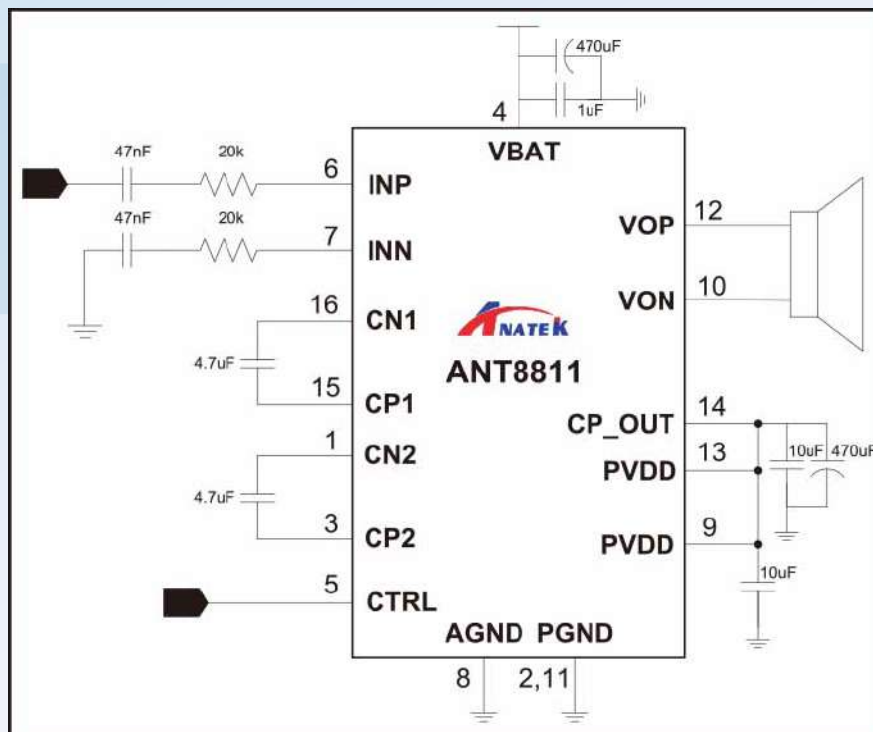 470uF
1uF
4
VBAT
47nF
20k
6
INP
47nF
20k
7
INN
VOP
12
VON
10
16
CN1
ANATEK
ANT8811
4.7uF
15
CP1
CP_OUT
14
1
CN2
PVDD
13
10uF
470uF
4.7uF
3
CP2
PVDD
9
10uF
5
CTRL
AGND PGND
8
2,11